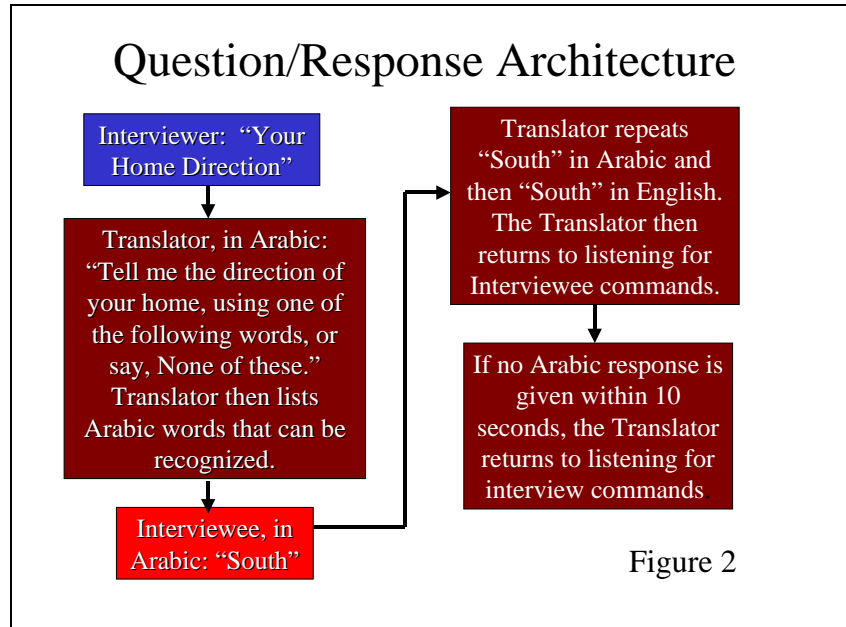 Question/Response Architecture
Interviewer: “Your
Home Direction”
Translator, in Arabic:
“Tell me the direction of
your home, using one of
the following words, or
say, None of these.”
Translator then lists
Arabic words that can be
recognized.
Interviewee, in
Arabic: “South”
Translator repeats
“South” in Arabic and
then “South” in English.
The Translator then
returns to listening for
Interviewee commands.
If no Arabic response is
given within 10
seconds, the Translator
returns to listening for
interview commands.
Figure 2